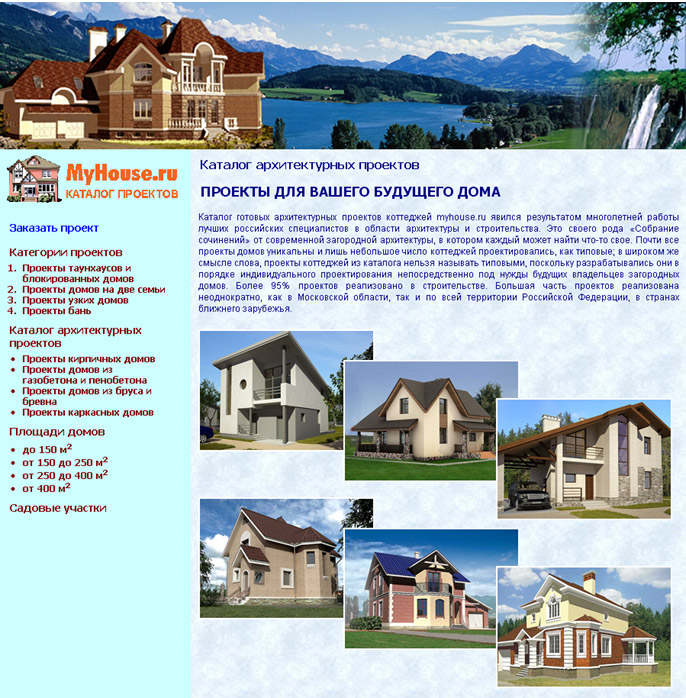 MyHouse.ru
КАТАЛОГ ПРОЕКТОВ
Заказать проект
Категории проектов
1. Проекты таунхаусов и
блокированных домов
2. Проекты домов на две семьи
3. Проекты узких домов
4. Проекты бань
Каталог архитектурных
проектов
• Проекты кирпичных домов
• Проекты домов из
газобетона и пенобетона
• Проекты домов из бруса и
бревна
• Проекты каркасных домов
Площади домов
• до 150 м²
• от 150 до 250 м²
• от 250 до 400 м²
• от 400 м²
Садовые участки
Каталог архитектурных проектов
ПРОЕКТЫ ДЛЯ ВАШЕГО БУДУЩЕГО ДОМА
Каталог готовых архитектурных проектов коттеджей myhouse.ru явился результатом многолетней работы
лучших российских специалистов в области архитектуры и строительства. Это своего рода «Собрание
сочинений» от современной загородной архитектуры, в котором каждый может найти что-то свое. Почти все
проекты домов уникальны и лишь небольшое число коттеджей проектировались, как типовые; в широком же
смысле слова, проекты коттеджей из каталога нельзя называть типовыми, поскольку разрабатывались они в
порядке индивидуального проектирования непосредственно под нужды будущих владельцев загородных
домов. Более 95% проектов реализовано в строительстве. Большая часть проектов реализована
неоднократно, как в Московской области, так и по всей территории Российской Федерации, в странах
ближнего зарубежья.